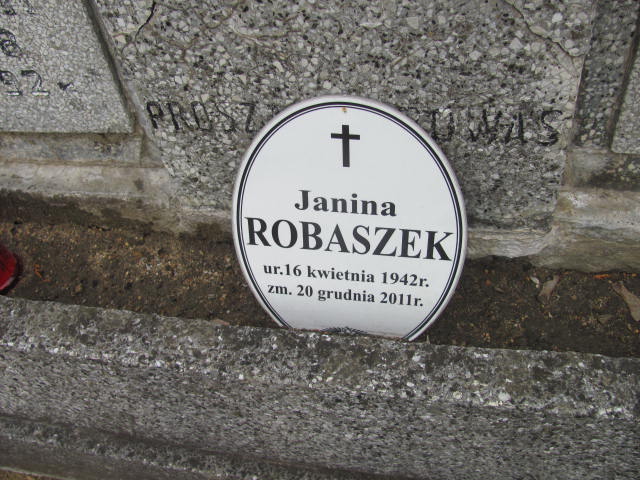 Janina
ROBASZEK
ur.16 kwietnia 1942r.
zm. 20 grudnia 2011r.